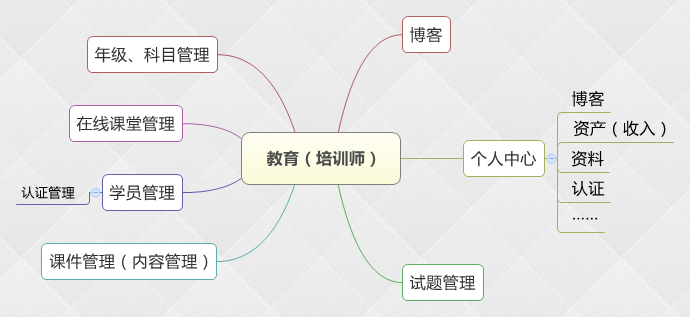 年级、科目管理
博客
在线课堂管理
教育（培训师）
学员管理
认证管理
课件管理（内容管理）
个人中心
博客
资产（收入）
资料
认证
......
试题管理